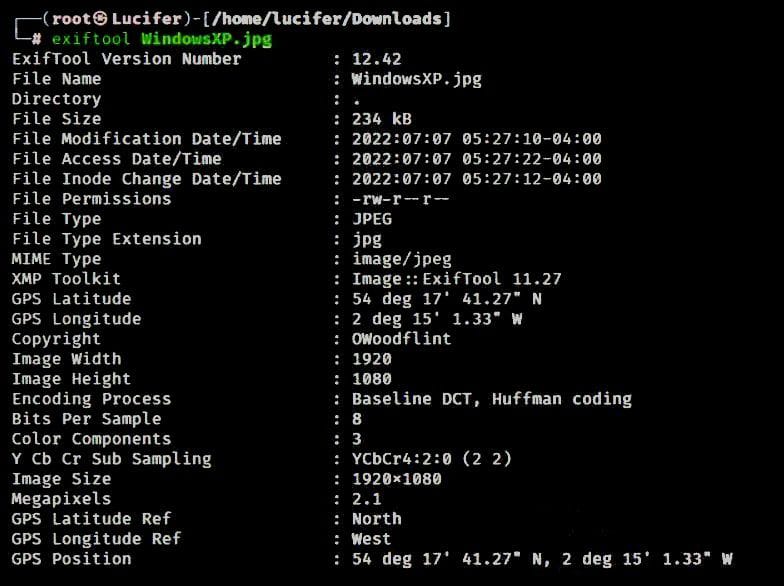 ┌──(root㉿Lucifer)-[/home/lucifer/Downloads]
└─# exiftool WindowsXP.jpg
ExifTool Version Number : 12.42
File Name : WindowsXP.jpg
Directory : .
File Size : 234 kB
File Modification Date/Time : 2022:07:07 05:27:10-04:00
File Access Date/Time : 2022:07:07 05:27:22-04:00
File Inode Change Date/Time : 2022:07:07 05:27:12-04:00
File Permissions : -rw-r--r--
File Type : JPEG
File Type Extension : jpg
MIME Type : image/jpeg
XMP Toolkit : Image::ExifTool 11.27
GPS Latitude : 54 deg 17' 41.27" N
GPS Longitude : 2 deg 15' 1.33" W
Copyright : OWoodflint
Image Width : 1920
Image Height : 1080
Encoding Process : Baseline DCT, Huffman coding
Bits Per Sample : 8
Color Components : 3
Y Cb Cr Sub Sampling : YCbCr4:2:0 (2 2)
Image Size : 1920×1080
Megapixels : 2.1
GPS Latitude Ref : North
GPS Longitude Ref : West
GPS Position : 54 deg 17' 41.27" N, 2 deg 15' 1.33" W